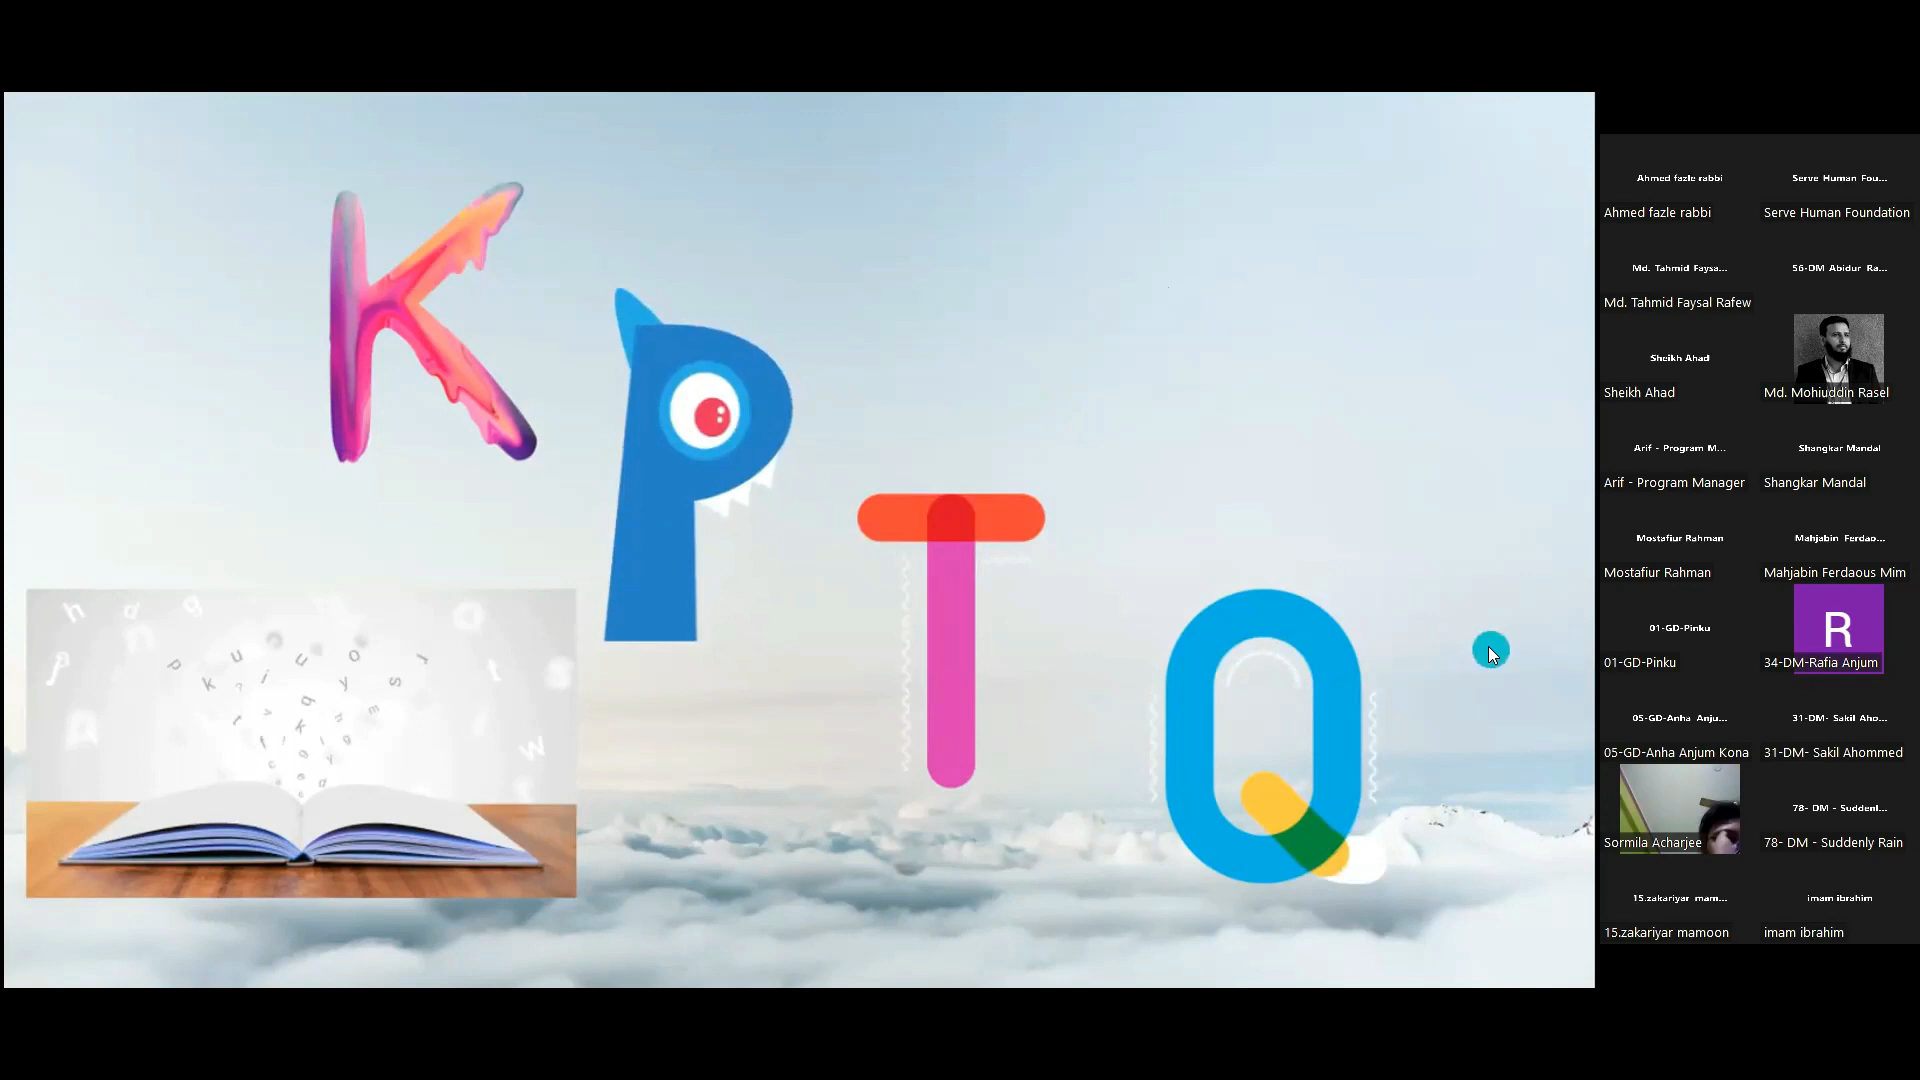 K
P
T
Q
h d g
n a
p u u o r
k ? i y s t
q
t k n m
f i g l g w
c
e
d
Ahmed fazle rabbi
Serve Human Fou...
Ahmed fazle rabbi
Serve Human Foundation
Md. Tahmid Faysa...
56-DM Abidur Ra...
Md. Tahmid Faysal Rafew
Sheikh Ahad
Sheikh Ahad
Md. Mohiuddin Rasel
Arif - Program M...
Shangkar Mandal
Arif - Program Manager
Shangkar Mandal
Mostafiur Rahman
Mahjabin Ferdao...
Mostafiur Rahman
Mahjabin Ferdaous Mim
01-GD-Pinku
R
01-GD-Pinku
34-DM-Rafia Anjum
05-GD-Anha Anju...
31-DM- Sakil Aho...
05-GD-Anha Anjum Kona
31-DM- Sakil Ahommed
78- DM - Suddenl...
Sormila Acharjee
78- DM - Suddenly Rain
15.zakariyar mam...
imam ibrahim
15.zakariyar mamoon
imam ibrahim